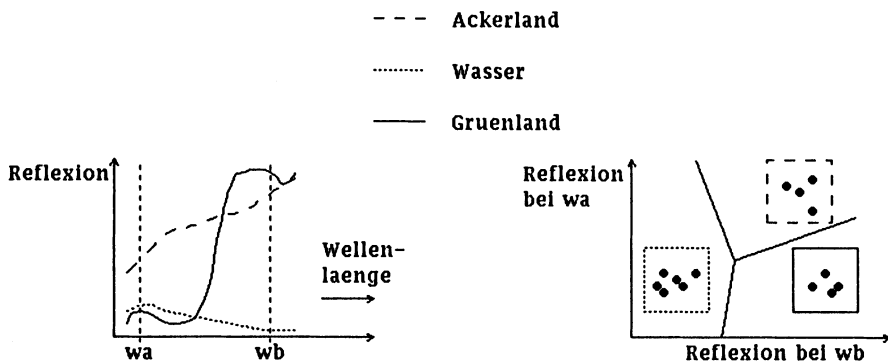 Ackerland
Wasser
Gruenland
Reflexion
Wellen-
laenge
wa
wb
Reflexion
bei wa
Reflexion bei wb